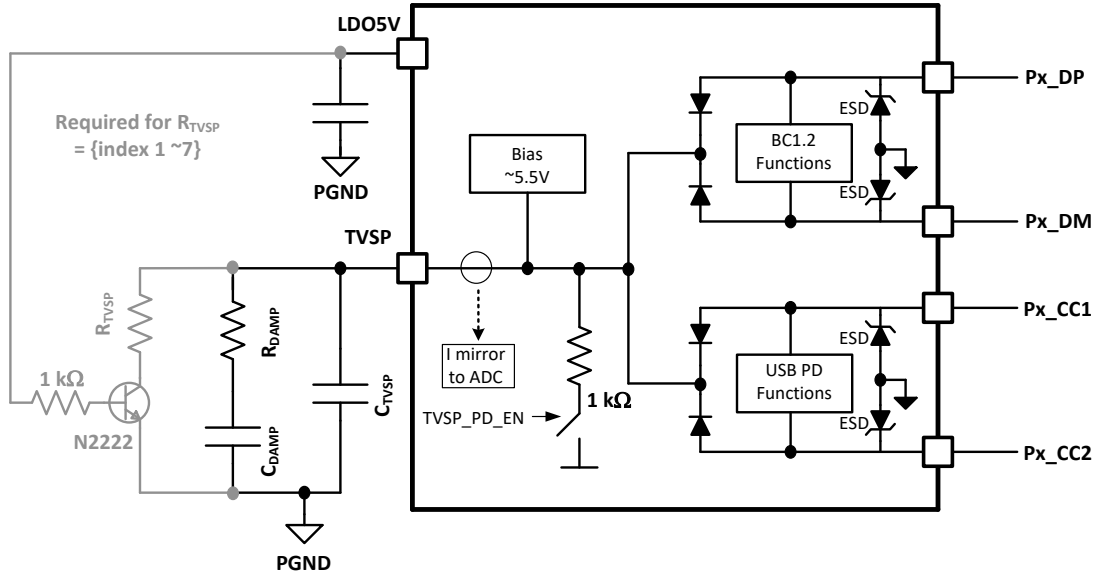 LDO5V
Required for RTVSP
= {index 1 ~7}
PGND
TVSP
RTVSP
1 kΩ
N2222
RDAMP
CDAMP
CTVSP
PGND
Bias
~5.5V
I mirror
to ADC
TVSP_PD_EN
1 kΩ
BC1.2
Functions
ESD
ESD
USB PD
Functions
ESD
ESD
Px_DP
Px_DM
Px_CC1
Px_CC2